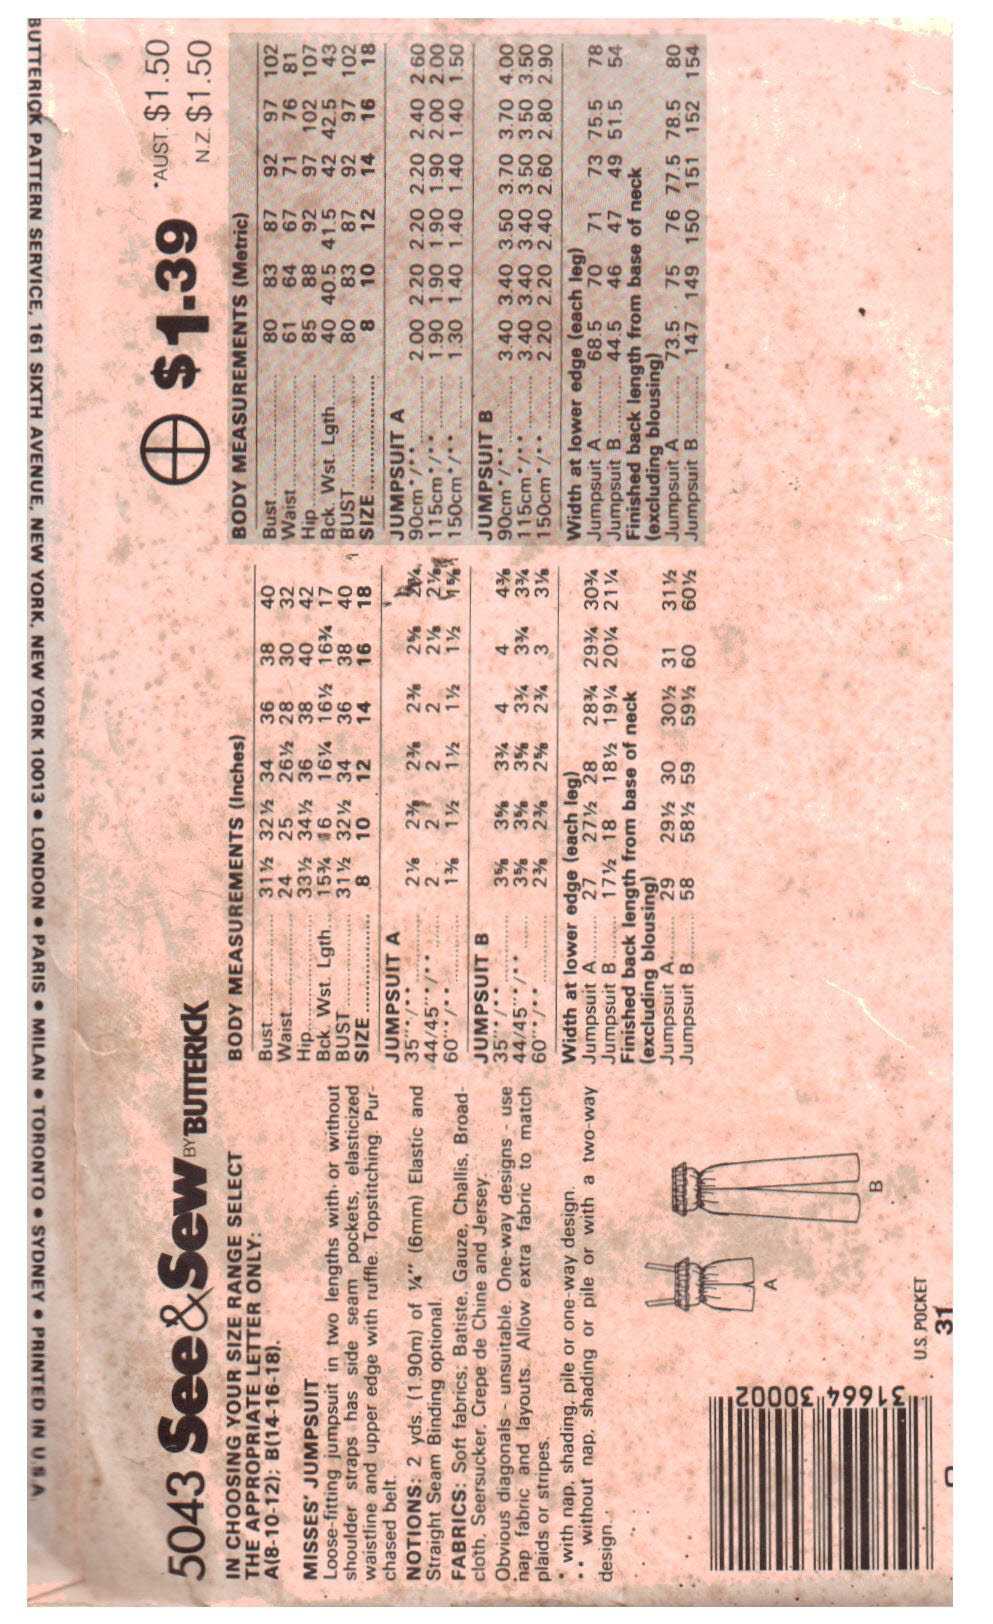 BUTTERICK PATTERN SERVICE, 161 SIXTH AVENUE, NEW YORK, NEW YORK 10013 • LONDON • PARIS • MILAN • TORONTO • SYDNEY • PRINTED IN U.S.A.
5043 See&Sew BY BUTTERICK
$1.39 *AUST. $1.50
N.Z. $1.50
IN CHOOSING YOUR SIZE RANGE SELECT
THE APPROPRIATE LETTER ONLY:
A(8-10-12); B(14-16-18).
MISSES' JUMPSUIT
Loose-fitting jumpsuit in two lengths with or without
shoulder straps has side seam pockets, elasticized
waistline and upper edge with ruffle. Topstitching. Pur-
chased belt.
NOTIONS: 2 yds. (1.90m) of ¼" (6mm) Elastic and
Straight Seam Binding optional.
FABRICS: Soft fabrics; Batiste, Gauze, Challis, Broad-
cloth, Seersucker, Crepe de Chine and Jersey.
Obvious diagonals - unsuitable. One-way designs - use
nap fabric and layouts. Allow extra fabric to match
plaids or stripes.
* with nap, shading, pile or one-way design.
** without nap, shading or pile or with a two-way
design.
A
B
31664 30002
U.S. POCKET
31
BODY MEASUREMENTS (Inches)
Bust 31½ 32½ 34 36 38 40
Waist 24 25 26½ 28 30 32
Hip 33½ 34½ 36 38 40 42
Bck. Wst. Lgth. 15¾ 16 16¼ 16½ 16¾ 17
BUST 31½ 32½ 34 36 38 40
SIZE 8 10 12 14 16 18
JUMPSUIT A
35"*/** 2⅛ 2⅜ 2⅜ 2⅜ 2⅝
44/45"*/** 2 2 2 2 2⅛ 2⅛
60"*/** 1⅜ 1½ 1½ 1½ 1½ 1⅝
JUMPSUIT B
35"*/** 3⅝ 3⅝ 3¾ 4 4 4⅜
44/45"*/** 3⅝ 3⅝ 3⅝ 3¾ 3¾ 3¾
60"*/** 2⅜ 2⅜ 2⅝ 2¾ 3 3⅛
Width at lower edge (each leg)
Jumpsuit A 27 27½ 28 28¾ 29¾ 30¾
Jumpsuit B 17½ 18 18½ 19¼ 20¼ 21¼
Finished back length from base of neck
(excluding blousing)
Jumpsuit A 29 29½ 30 30½ 31 31½
Jumpsuit B 58 58½ 59 59½ 60 60½
BODY MEASUREMENTS (Metric)
Bust 80 83 87 92 97 102
Waist 61 64 67 71 76 81
Hip 85 88 92 97 102 107
Bck. Wst. Lgth. 40 40.5 41.5 42 42.5 43
BUST 80 83 87 92 97 102
SIZE 8 10 12 14 16 18
JUMPSUIT A
90cm*/** 2.00 2.20 2.20 2.20 2.40 2.60
115cm*/** 1.90 1.90 1.90 1.90 2.00 2.00
150cm*/** 1.30 1.40 1.40 1.40 1.40 1.50
JUMPSUIT B
90cm*/** 3.40 3.40 3.50 3.70 3.70 4.00
115cm*/** 3.40 3.40 3.40 3.50 3.50 3.50
150cm*/** 2.20 2.20 2.40 2.60 2.80 2.90
Width at lower edge (each leg)
Jumpsuit A 68.5 70 71 73 75.5 78
Jumpsuit B 44.5 46 47 49 51.5 54
Finished back length from base of neck
(excluding blousing)
Jumpsuit A 73.5 75 76 77.5 78.5 80
Jumpsuit B 147 149 150 151 152 154